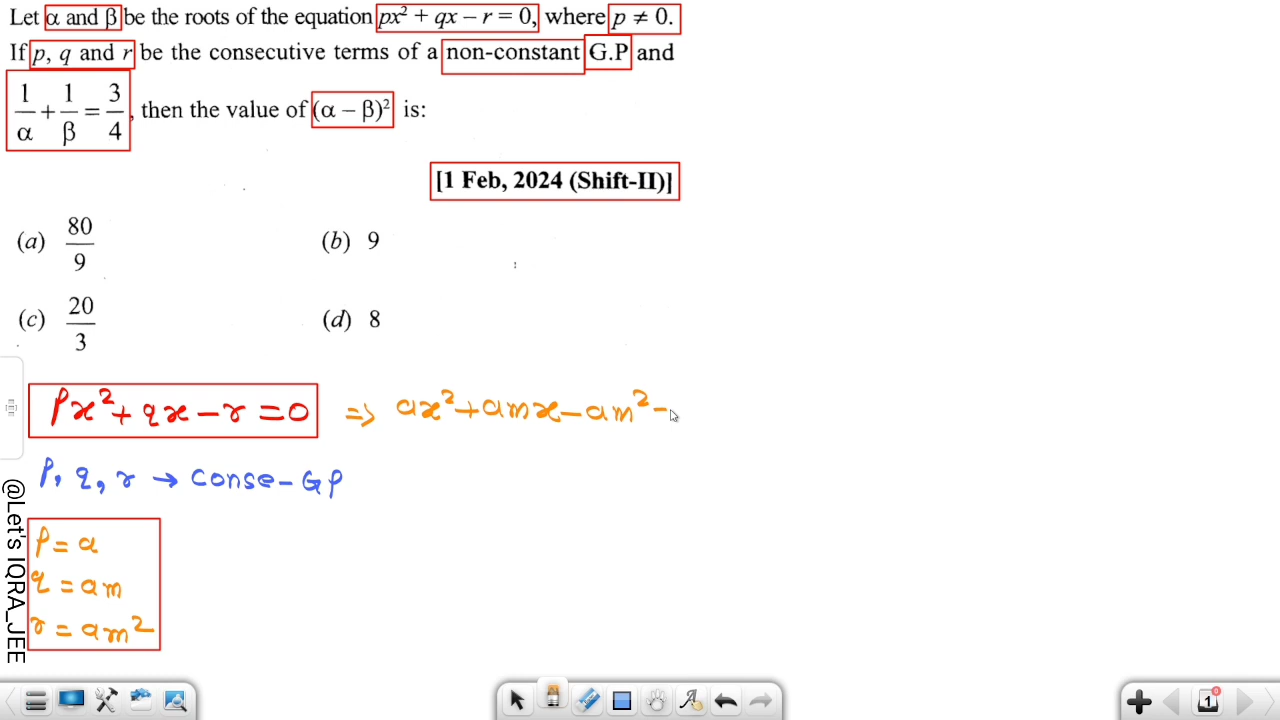 Let α and β be the roots of the equation px² + qx – r = 0, where p ≠ 0.
If p, q and r be the consecutive terms of a non-constant G.P and
1/α + 1/β = 3/4, then the value of (α – β)² is:
[1 Feb, 2024 (Shift-II)]
(a) 80/9 (b) 9
(c) 20/3 (d) 8
px² + qx – r = 0 ⇒ ax² + amx – am² –
p, q, r → conse- GP
p = a
q = am
r = am²
@Let's IQRA_JEE
1